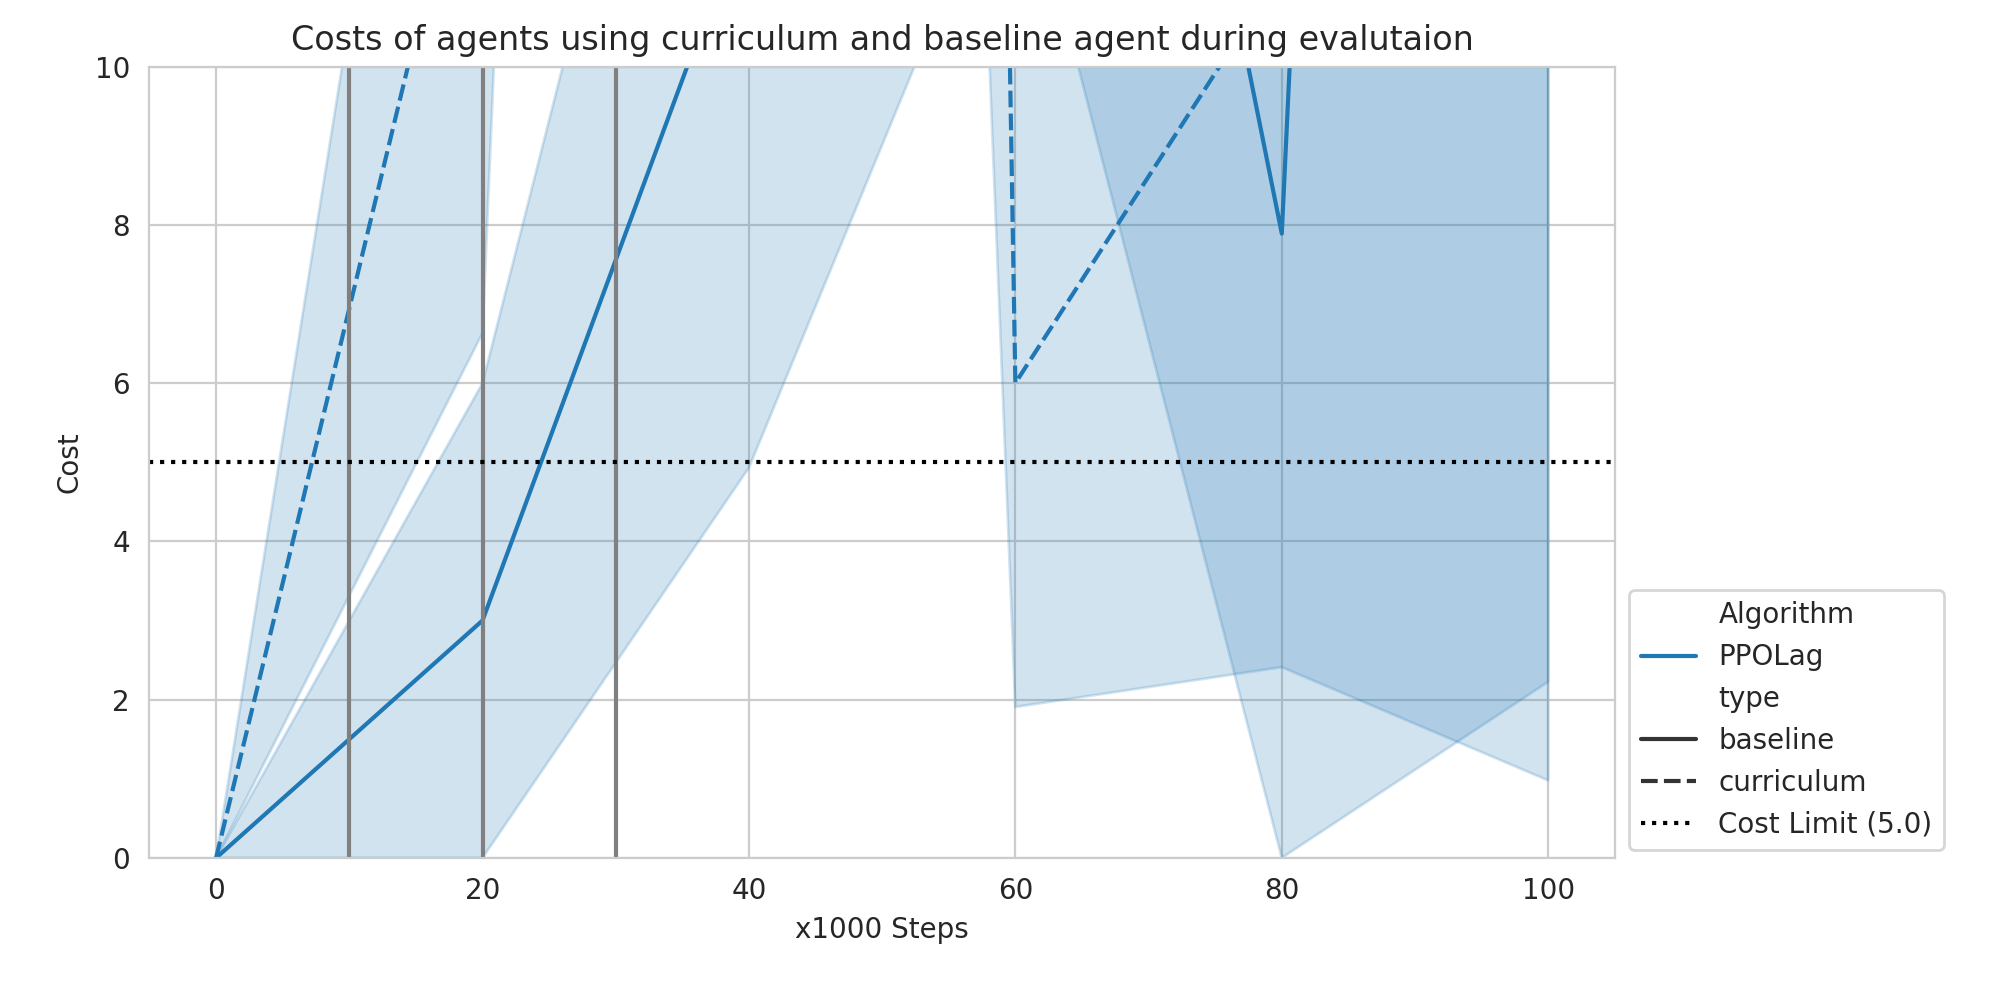 Costs of agents using curriculum and baseline agent during evalutaion
10
8
6
4
2
0
Cost
0 20 40 60 80 100
x1000 Steps
Algorithm
PPOLag
type
baseline
curriculum
Cost Limit (5.0)